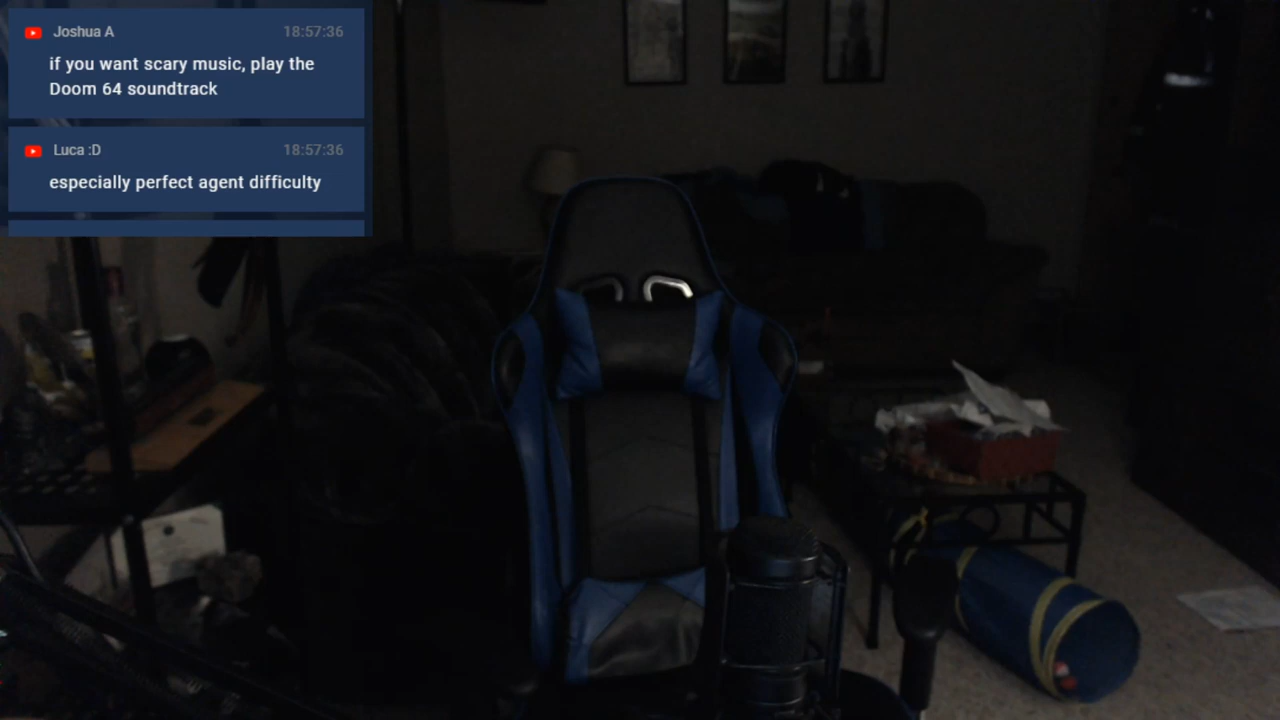 Joshua A 18:57:36
if you want scary music, play the
Doom 64 soundtrack
Luca :D 18:57:36
especially perfect agent difficulty